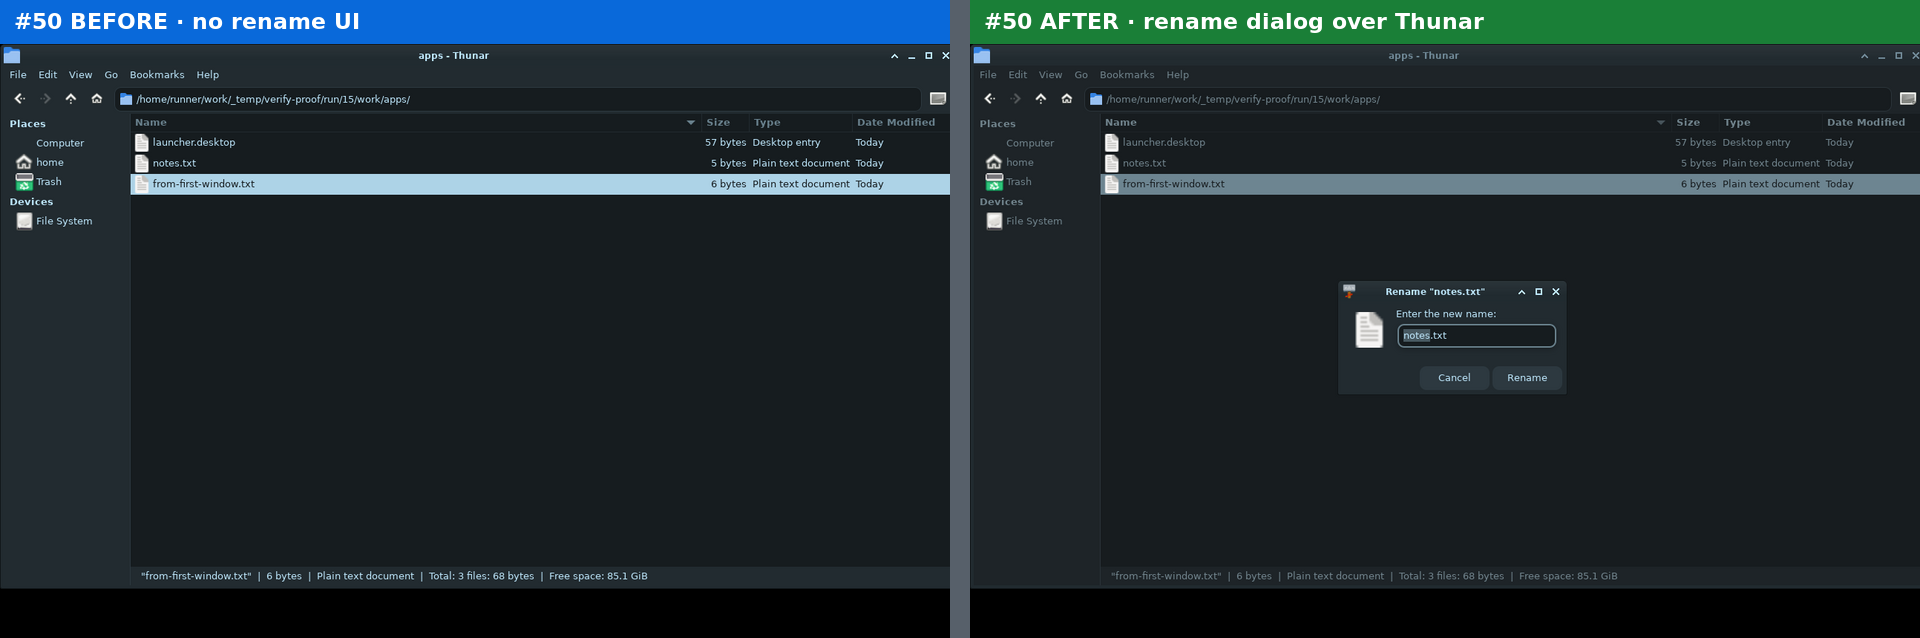 #50 BEFORE · no rename UI
apps - Thunar
File Edit View Go Bookmarks Help
/home/runner/work/_temp/verify-proof/run/15/work/apps/
Places
Computer
home
Trash
Devices
File System
Name Size Type Date Modified
launcher.desktop 57 bytes Desktop entry Today
notes.txt 5 bytes Plain text document Today
from-first-window.txt 6 bytes Plain text document Today
"from-first-window.txt" | 6 bytes | Plain text document | Total: 3 files: 68 bytes | Free space: 85.1 GiB
#50 AFTER · rename dialog over Thunar
apps - Thunar
File Edit View Go Bookmarks Help
/home/runner/work/_temp/verify-proof/run/15/work/apps/
Places
Computer
home
Trash
Devices
File System
Name Size Type Date Modified
launcher.desktop 57 bytes Desktop entry Today
notes.txt 5 bytes Plain text document Today
from-first-window.txt 6 bytes Plain text document Today
Rename "notes.txt"
Enter the new name:
notes.txt
Cancel Rename
"from-first-window.txt" | 6 bytes | Plain text document | Total: 3 files: 68 bytes | Free space: 85.1 GiB